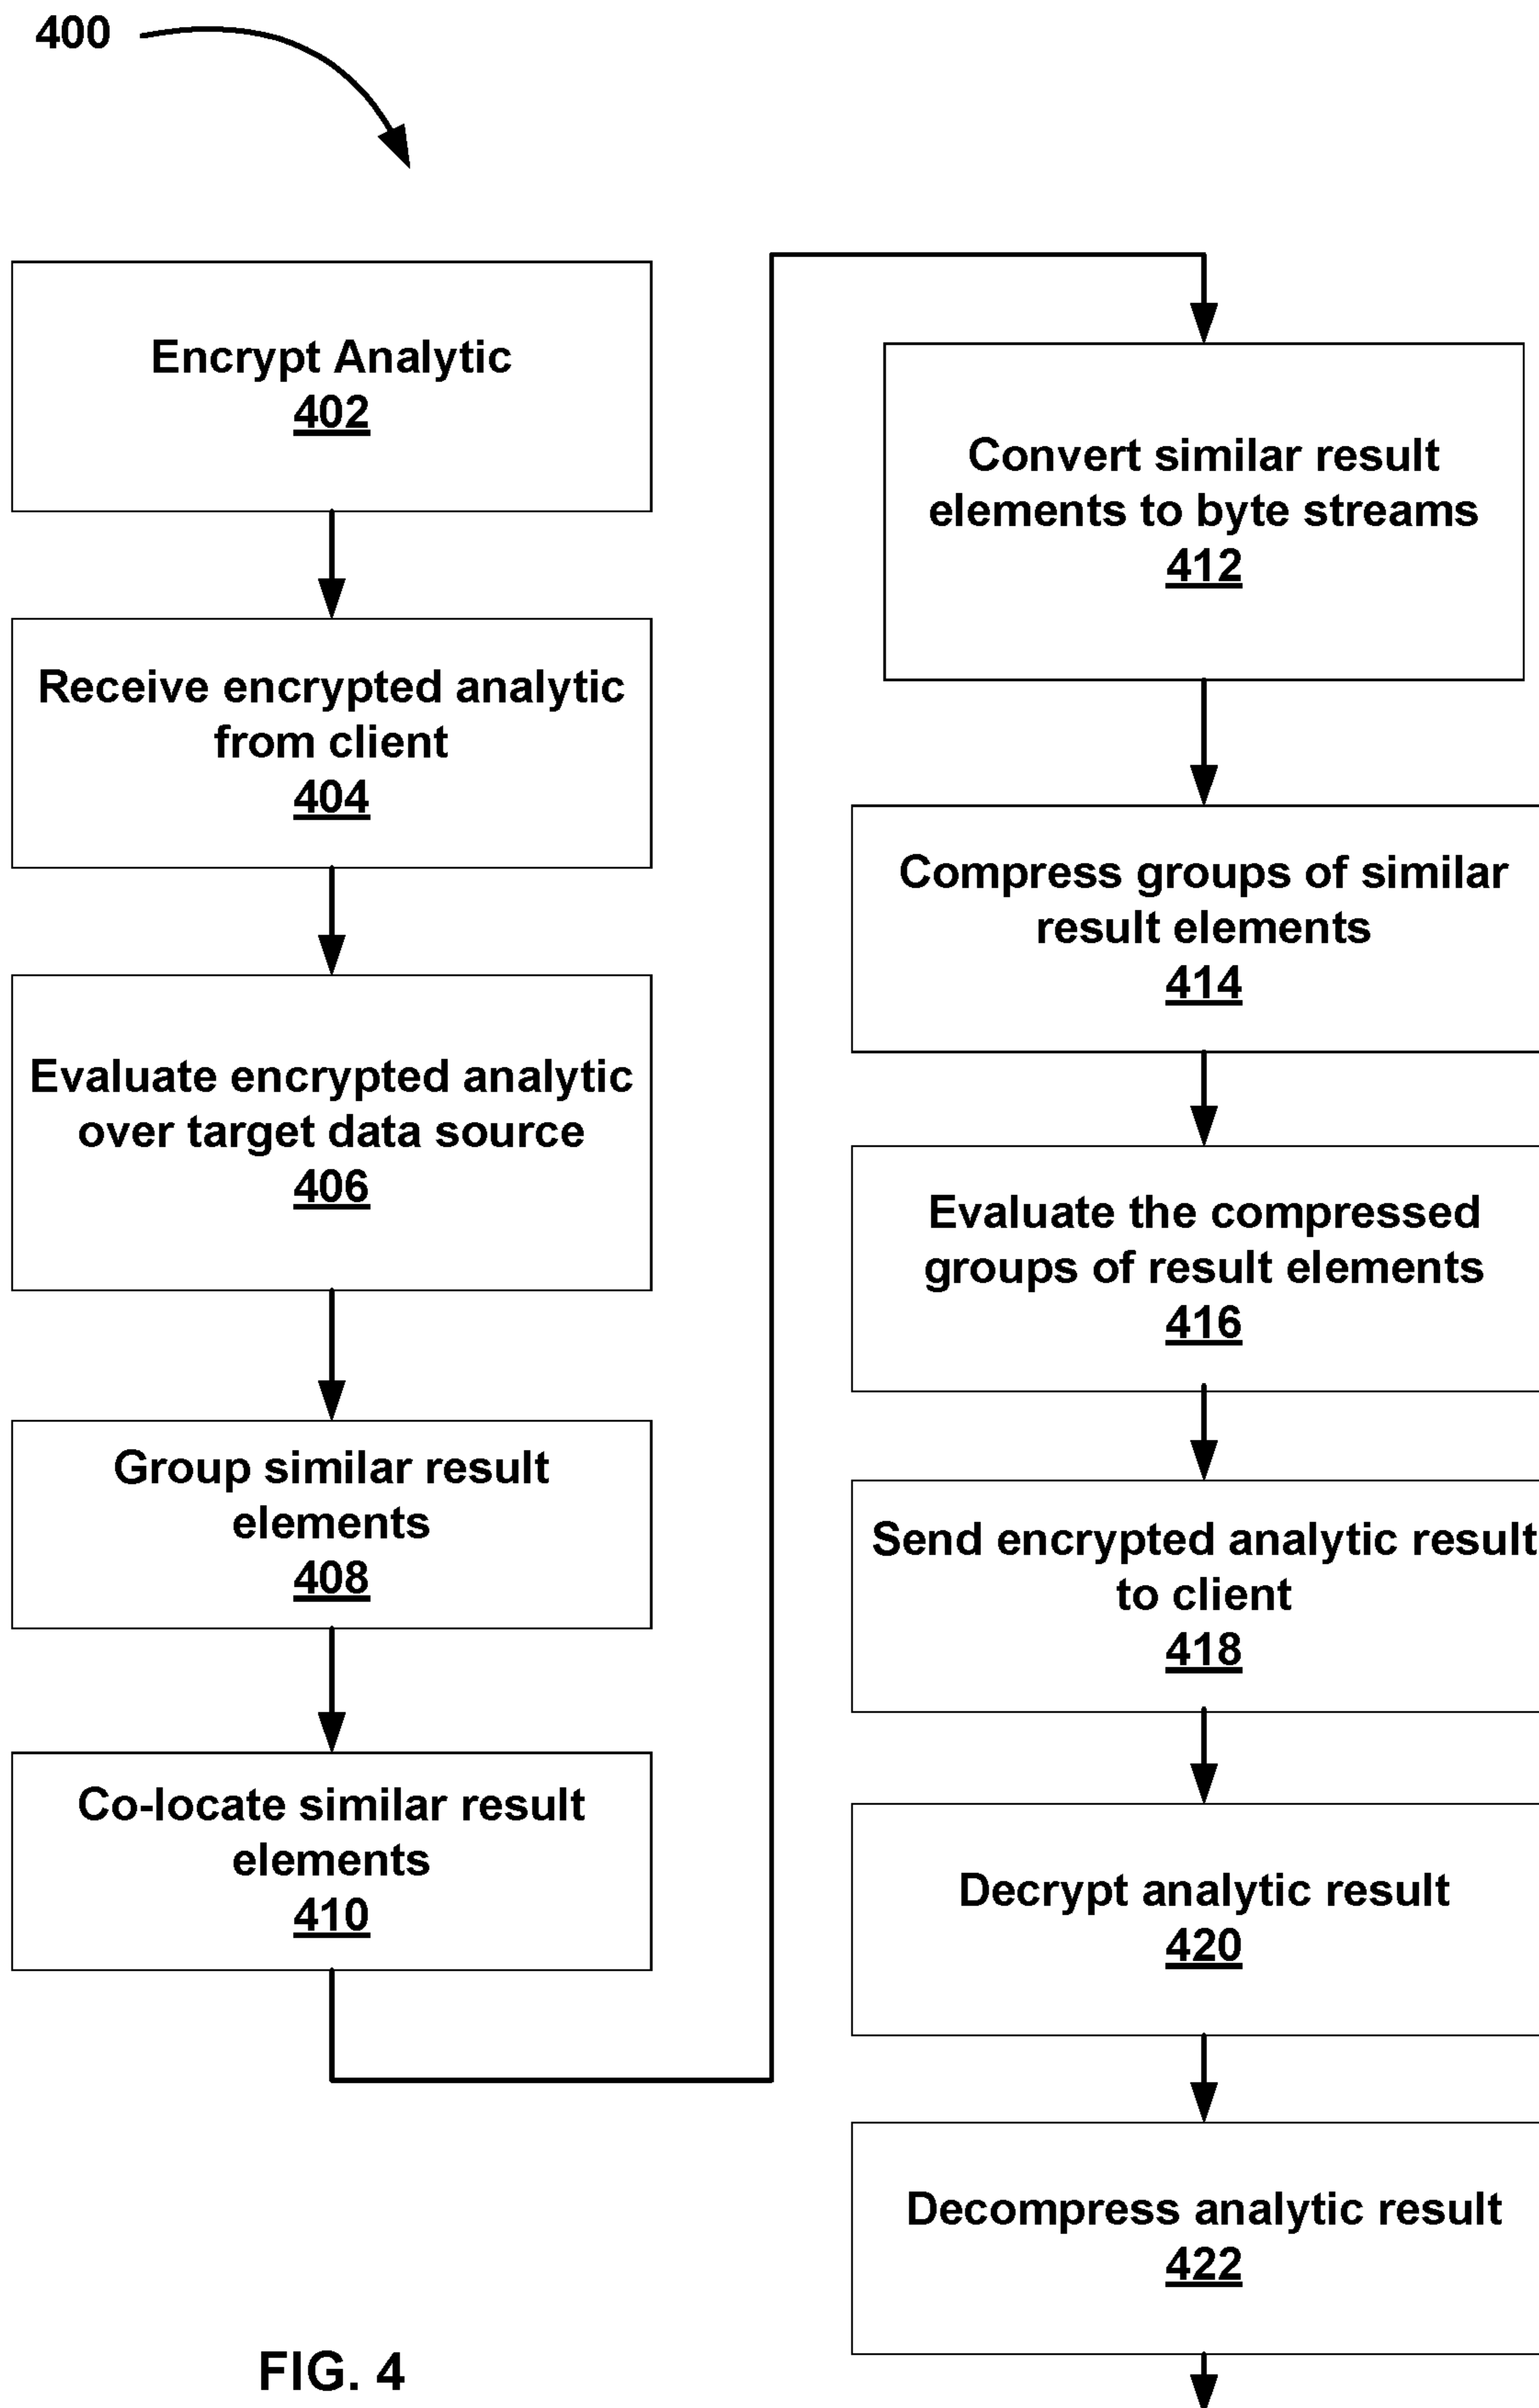 400
Encrypt Analytic
402
Receive encrypted analytic
from client
404
Evaluate encrypted analytic
over target data source
406
Group similar result
elements
408
Co-locate similar result
elements
410
Convert similar result
elements to byte streams
412
Compress groups of similar
result elements
414
Evaluate the compressed
groups of result elements
416
Send encrypted analytic result
to client
418
Decrypt analytic result
420
Decompress analytic result
422
FIG. 4